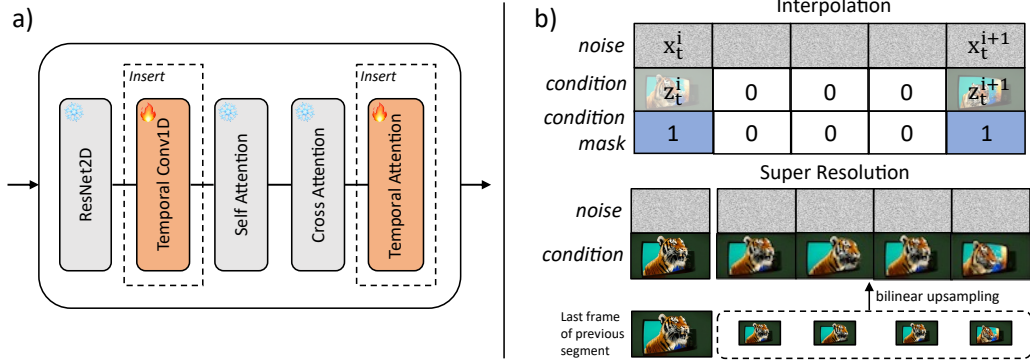 a)
Insert
Insert
ResNet2D
Temporal Conv1D
Self Attention
Cross Attention
Temporal Attention
b)
Interpolation
noise
x_t^i
x_t^{i+1}
condition
z_t^i
0
0
0
z_t^{i+1}
condition
mask
1
0
0
0
1
Super Resolution
noise
condition
bilinear upsampling
Last frame
of previous
segment